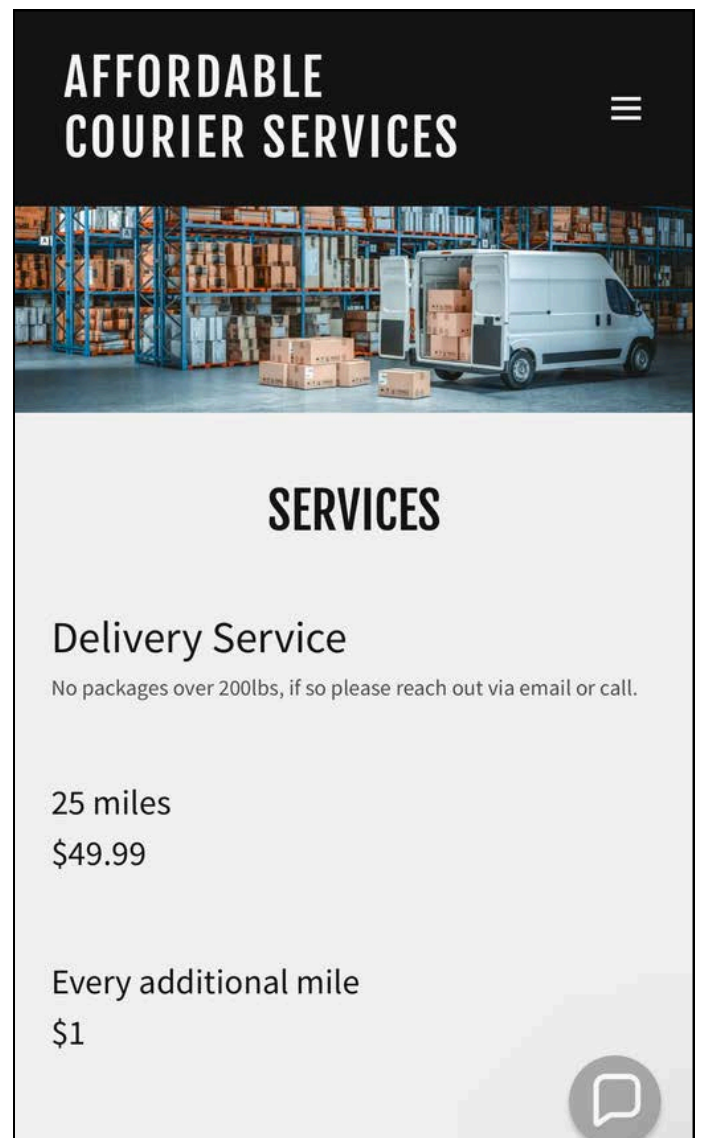 AFFORDABLE
COURIER SERVICES
SERVICES
Delivery Service
No packages over 200lbs, if so please reach out via email or call.
25 miles
$49.99
Every additional mile
$1